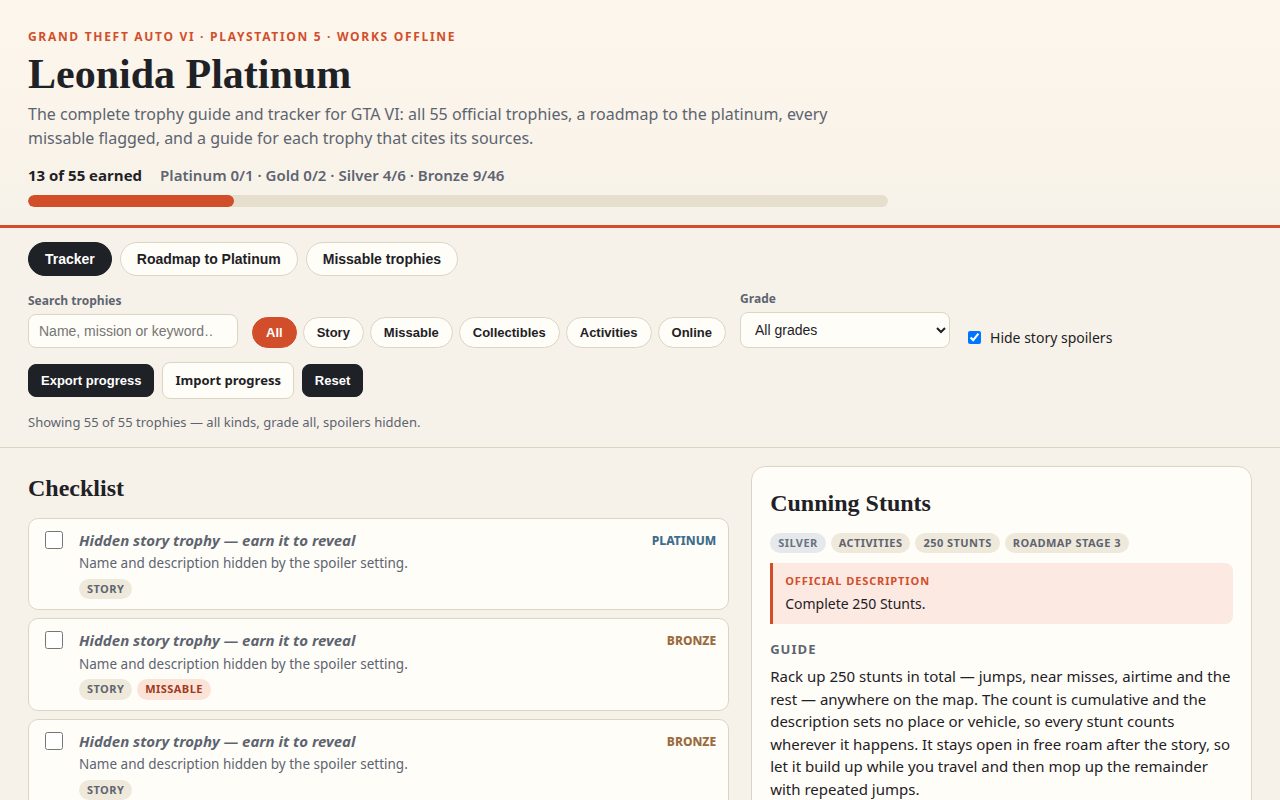 GRAND THEFT AUTO VI · PLAYSTATION 5 · WORKS OFFLINE
Leonida Platinum
The complete trophy guide and tracker for GTA VI: all 55 official trophies, a roadmap to the platinum, every
missable flagged, and a guide for each trophy that cites its sources.
13 of 55 earned Platinum 0/1 · Gold 0/2 · Silver 4/6 · Bronze 9/46
Tracker Roadmap to Platinum Missable trophies
Search trophies
Name, mission or keyword..
All Story Missable Collectibles Activities Online
Grade
All grades
Hide story spoilers
Export progress Import progress Reset
Showing 55 of 55 trophies — all kinds, grade all, spoilers hidden.
Checklist
Hidden story trophy — earn it to reveal PLATINUM
Name and description hidden by the spoiler setting.
STORY
Hidden story trophy — earn it to reveal BRONZE
Name and description hidden by the spoiler setting.
STORY MISSABLE
Hidden story trophy — earn it to reveal BRONZE
Name and description hidden by the spoiler setting.
STORY
Cunning Stunts
SILVER ACTIVITIES 250 STUNTS ROADMAP STAGE 3
OFFICIAL DESCRIPTION
Complete 250 Stunts.
GUIDE
Rack up 250 stunts in total — jumps, near misses, airtime and the
rest — anywhere on the map. The count is cumulative and the
description sets no place or vehicle, so every stunt counts
wherever it happens. It stays open in free roam after the story, so
let it build up while you travel and then mop up the remainder
with repeated jumps.